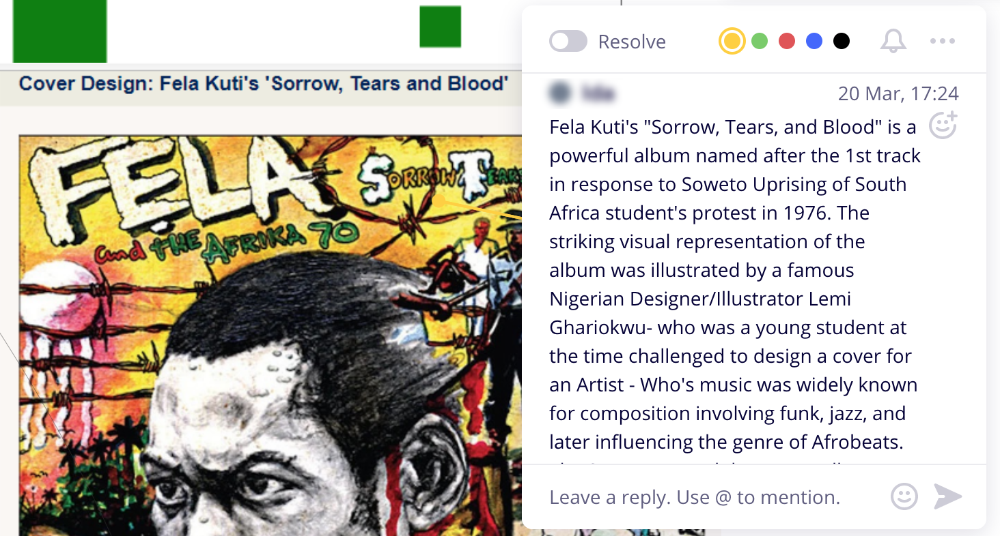 Cover Design: Fela Kuti's 'Sorrow, Tears and Blood'
FELA
and THE AFRIKA 70
SORROW TEARS
Resolve
20 Mar, 17:24
Fela Kuti's "Sorrow, Tears, and Blood" is a
powerful album named after the 1st track
in response to Soweto Uprising of South
Africa student's protest in 1976. The
striking visual representation of the
album was illustrated by a famous
Nigerian Designer/Illustrator Lemi
Ghariokwu- who was a young student at
the time challenged to design a cover for
an Artist - Who's music was widely known
for composition involving funk, jazz, and
later influencing the genre of Afrobeats.
Leave a reply. Use @ to mention.